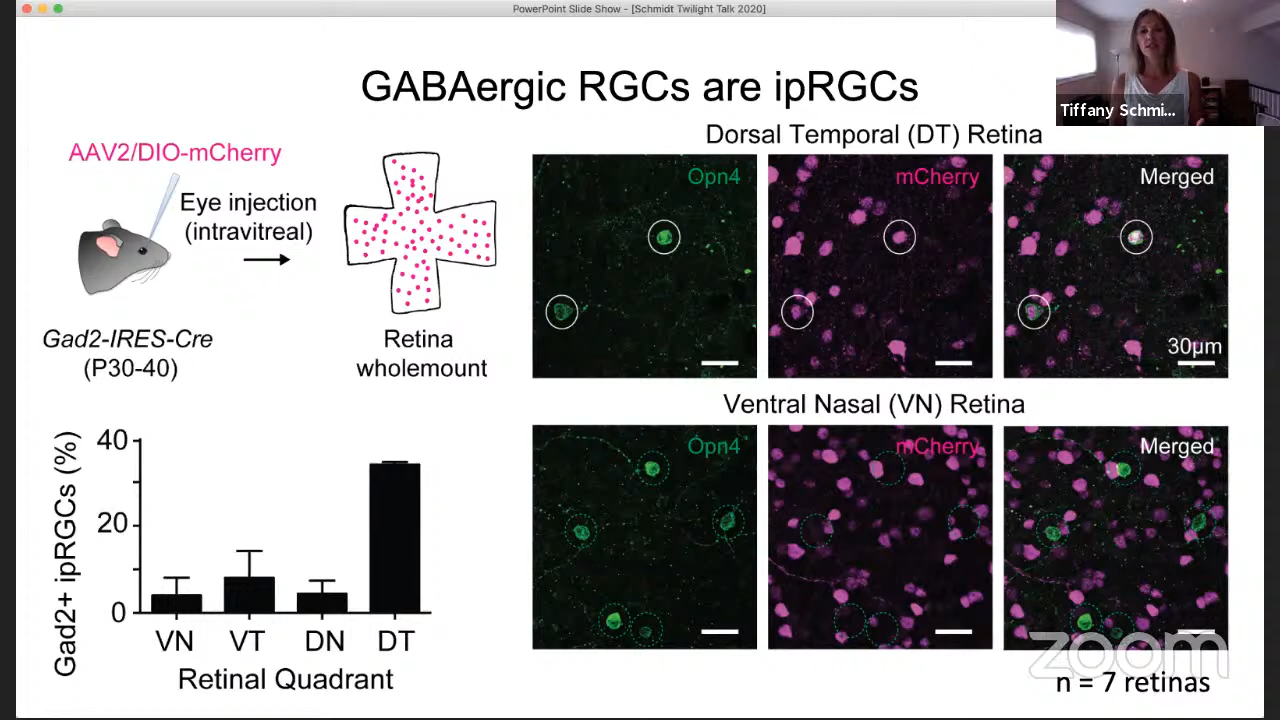 PowerPoint Slide Show - [Schmidt Twilight Talk 2020]
Tiffany Schmi...
GABAergic RGCs are ipRGCs
AAV2/DIO-mCherry
Eye injection
(intravitreal)
Gad2-IRES-Cre
(P30-40)
Retina
wholemount
Dorsal Temporal (DT) Retina
Opn4
mCherry
Merged
30µm
Ventral Nasal (VN) Retina
Opn4
mCherry
Merged
Gad2+ ipRGCs (%)
40
20
0
VN VT DN DT
Retinal Quadrant
zoom
n = 7 retinas